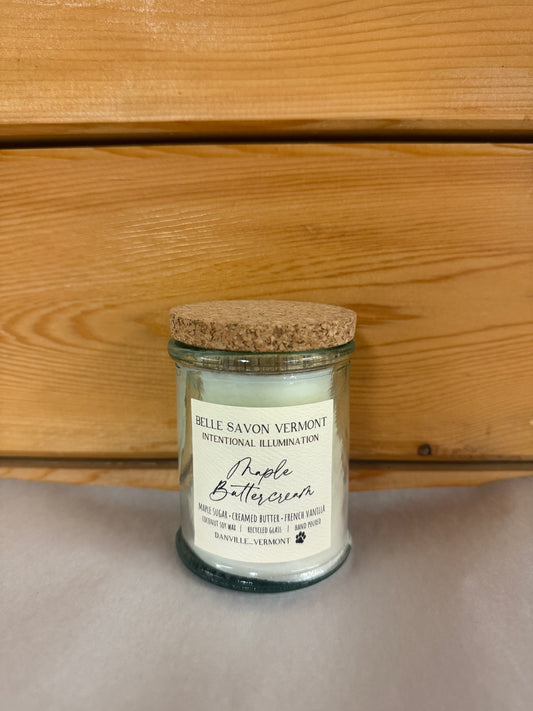 BELLE SAVON VERMONT
INTENTIONAL ILLUMINATION
Maple
Buttercream
MAPLE SUGAR • CREAMED BUTTER • FRENCH VANILLA
COCONUT SOY WAX | RECYCLED GLASS | HAND POURED
DANVILLE, VERMONT